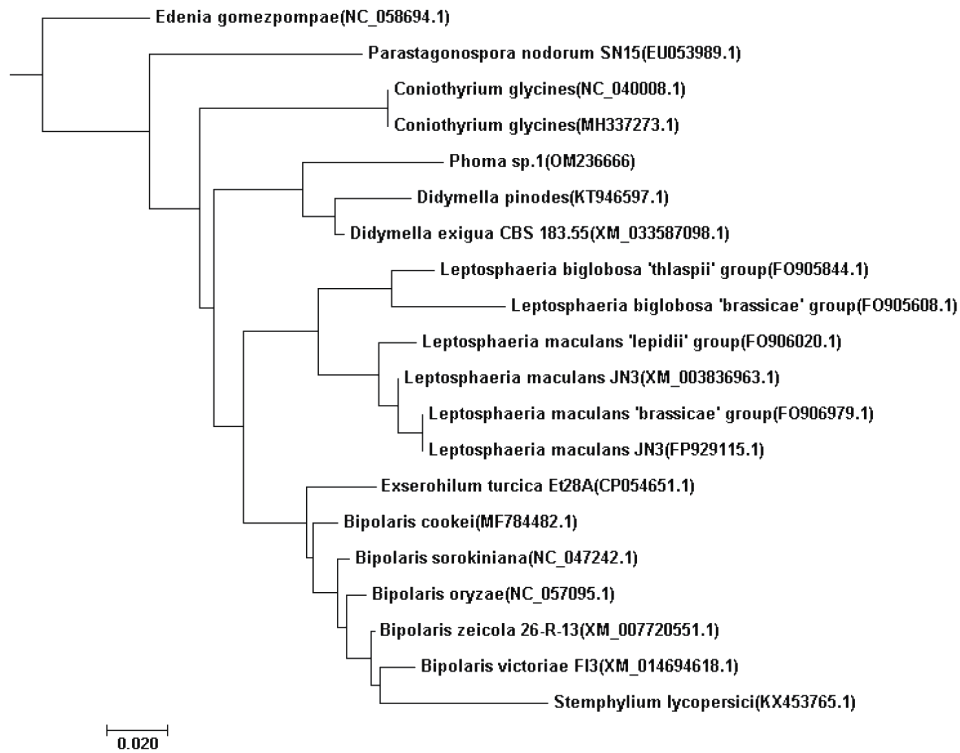 Edenia gomezpompae(NC_058694.1)
Parastagonospora nodorum SN15(EU053989.1)
Coniothyrium glycines(NC_040008.1)
Coniothyrium glycines(MH337273.1)
Phoma sp.1(OM236666)
Didymella pinodes(KT946597.1)
Didymella exigua CBS 183.55(XM_033587098.1)
Leptosphaeria biglobosa 'thlaspii' group(FO905844.1)
Leptosphaeria biglobosa 'brassicae' group(FO905608.1)
Leptosphaeria maculans 'lepidii' group(FO906020.1)
Leptosphaeria maculans JN3(XM_003836963.1)
Leptosphaeria maculans 'brassicae' group(FO906979.1)
Leptosphaeria maculans JN3(FP929115.1)
Exserohilum turcica Et28A(CP054651.1)
Bipolaris cookei(MF784482.1)
Bipolaris sorokiniana(NC_047242.1)
Bipolaris oryzae(NC_057095.1)
Bipolaris zeicola 26-R-13(XM_007720551.1)
Bipolaris victoriae FI3(XM_014694618.1)
Stemphylium lycopersici(KX453765.1)
0.020